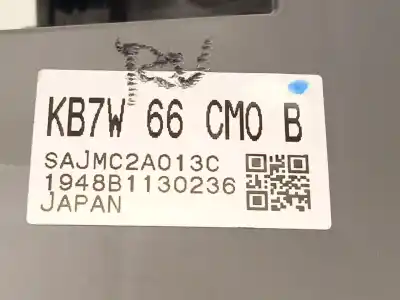 KB7W 66 CM0 B
SAJMC2A013C
1948B1130236
JAPAN